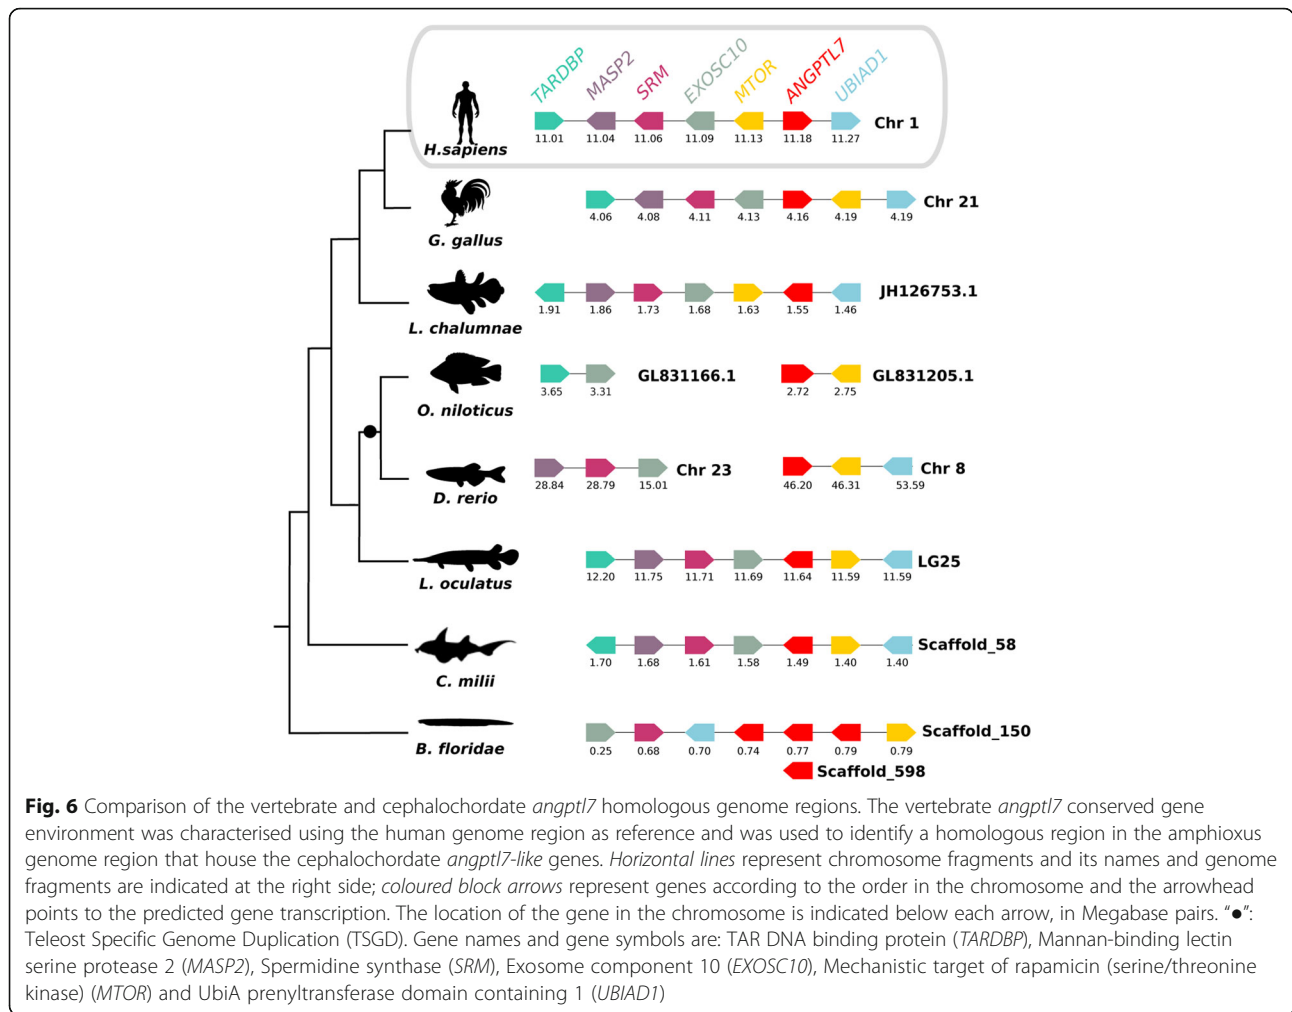 TARDBP MASP2 SRM EXOSC10 MTOR ANGPTL7 UBIAD1
Chr 1
11.01 11.04 11.06 11.09 11.13 11.18 11.27
H.sapiens
Chr 21
4.06 4.08 4.11 4.13 4.16 4.19 4.19
G. gallus
JH126753.1
1.91 1.86 1.73 1.68 1.63 1.55 1.46
L. chalumnae
GL831166.1 GL831205.1
3.65 3.31 2.72 2.75
O. niloticus
Chr 23 Chr 8
28.84 28.79 15.01 46.20 46.31 53.59
D. rerio
LG25
12.20 11.75 11.71 11.69 11.64 11.59 11.59
L. oculatus
Scaffold_58
1.70 1.68 1.61 1.58 1.49 1.40 1.40
C. milii
Scaffold_150
0.25 0.68 0.70 0.74 0.77 0.79 0.79
B. floridae
Scaffold_598
Fig. 6 Comparison of the vertebrate and cephalochordate angptl7 homologous genome regions. The vertebrate angptl7 conserved gene
environment was characterised using the human genome region as reference and was used to identify a homologous region in the amphioxus
genome region that house the cephalochordate angptl7-like genes. Horizontal lines represent chromosome fragments and its names and genome
fragments are indicated at the right side; coloured block arrows represent genes according to the order in the chromosome and the arrowhead
points to the predicted gene transcription. The location of the gene in the chromosome is indicated below each arrow, in Megabase pairs. “●”:
Teleost Specific Genome Duplication (TSGD). Gene names and gene symbols are: TAR DNA binding protein (TARDBP), Mannan-binding lectin
serine protease 2 (MASP2), Spermidine synthase (SRM), Exosome component 10 (EXOSC10), Mechanistic target of rapamicin (serine/threonine
kinase) (MTOR) and UbiA prenyltransferase domain containing 1 (UBIAD1)